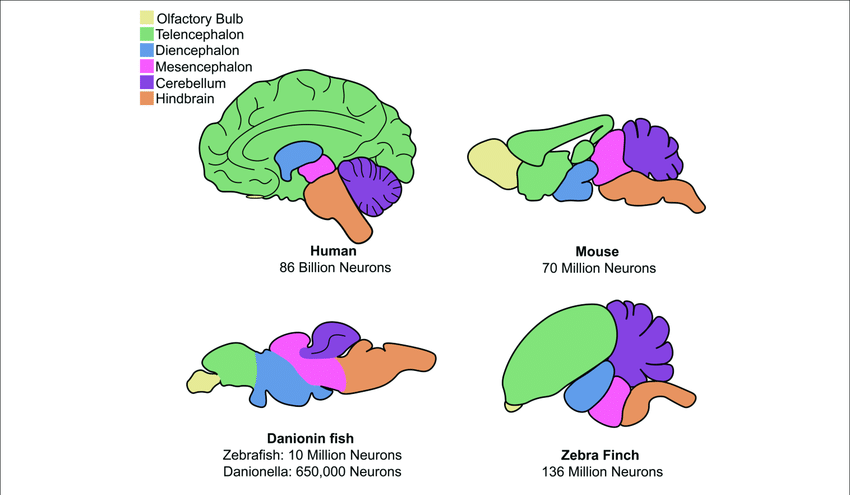 Olfactory Bulb
Telencephalon
Diencephalon
Mesencephalon
Cerebellum
Hindbrain
Human
86 Billion Neurons
Mouse
70 Million Neurons
Danionin fish
Zebrafish: 10 Million Neurons
Danionella: 650,000 Neurons
Zebra Finch
136 Million Neurons